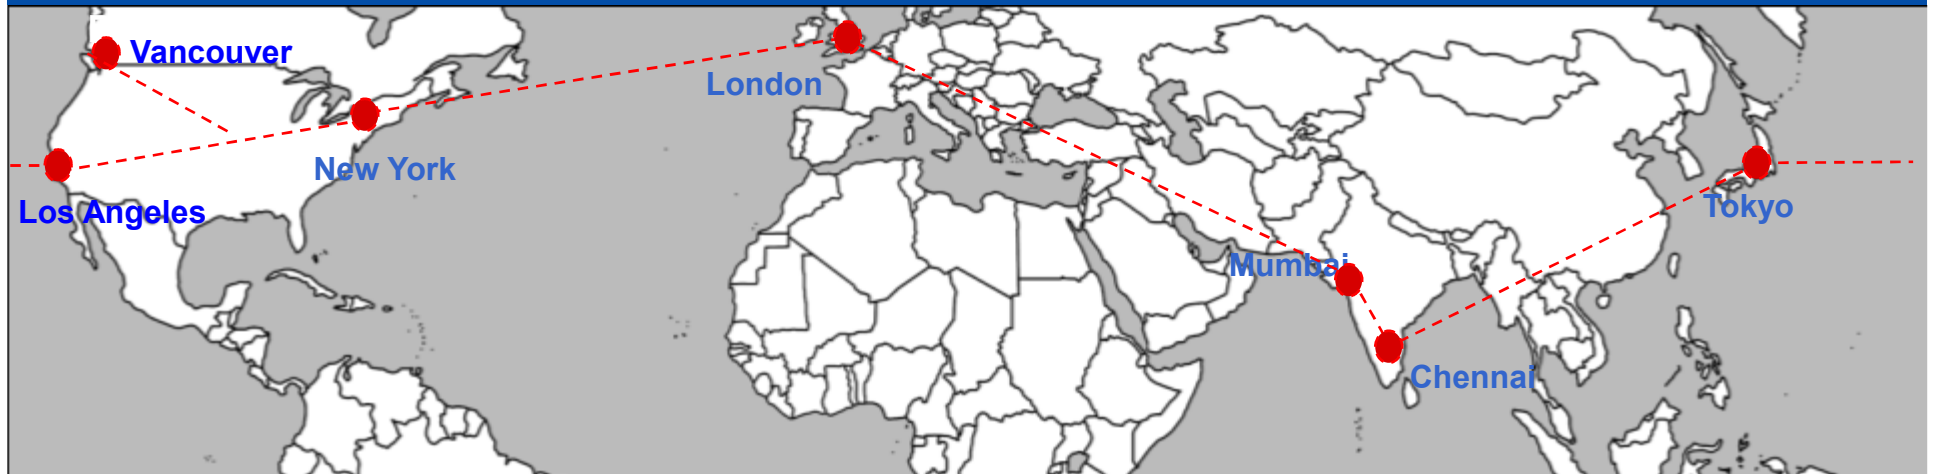 Vancouver
London
New York
Los Angeles
Tokyo
Mumbai
Chennai